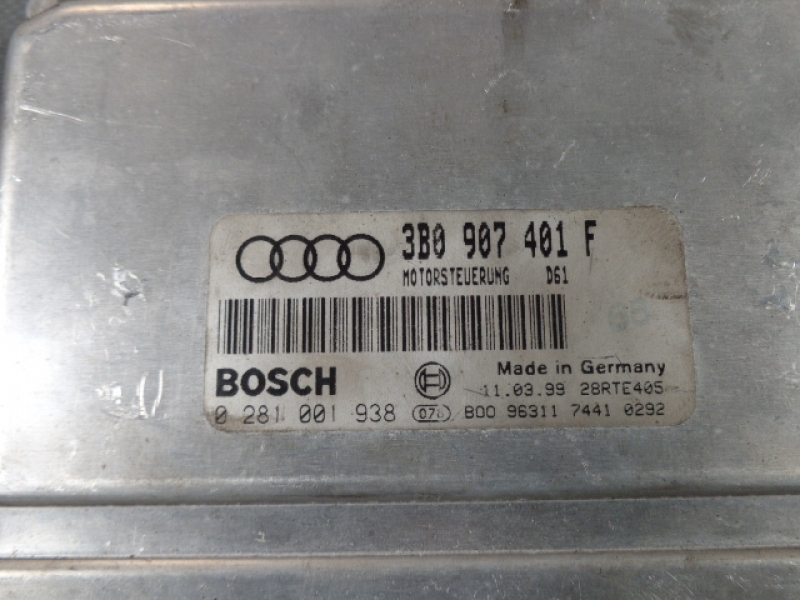 3B0 907 401 F
MOTORSTEUERUNG D61
BOSCH
Made in Germany
11.03.99 28RTE405
0 281 001 938 074 B00 96311 7441 0292